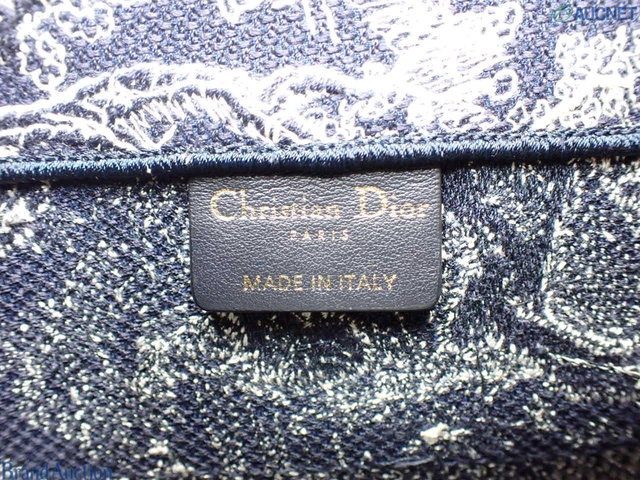 AUCNET
Christian Dior
PARIS
MADE IN ITALY
Brand Auction